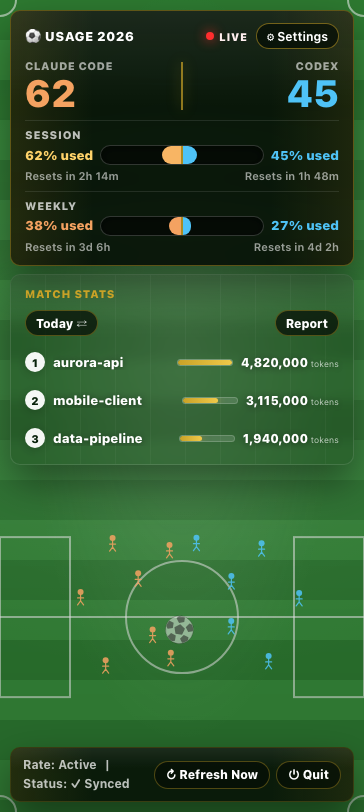 ⚽ USAGE 2026
LIVE
⚙ Settings
CLAUDE CODE
CODEX
62
45
SESSION
62% used
45% used
Resets in 2h 14m
Resets in 1h 48m
WEEKLY
38% used
27% used
Resets in 3d 6h
Resets in 4d 2h
MATCH STATS
Today ⇄
Report
1 aurora-api 4,820,000 tokens
2 mobile-client 3,115,000 tokens
3 data-pipeline 1,940,000 tokens
Rate: Active |
Status: ✓ Synced
↻ Refresh Now
⏻ Quit